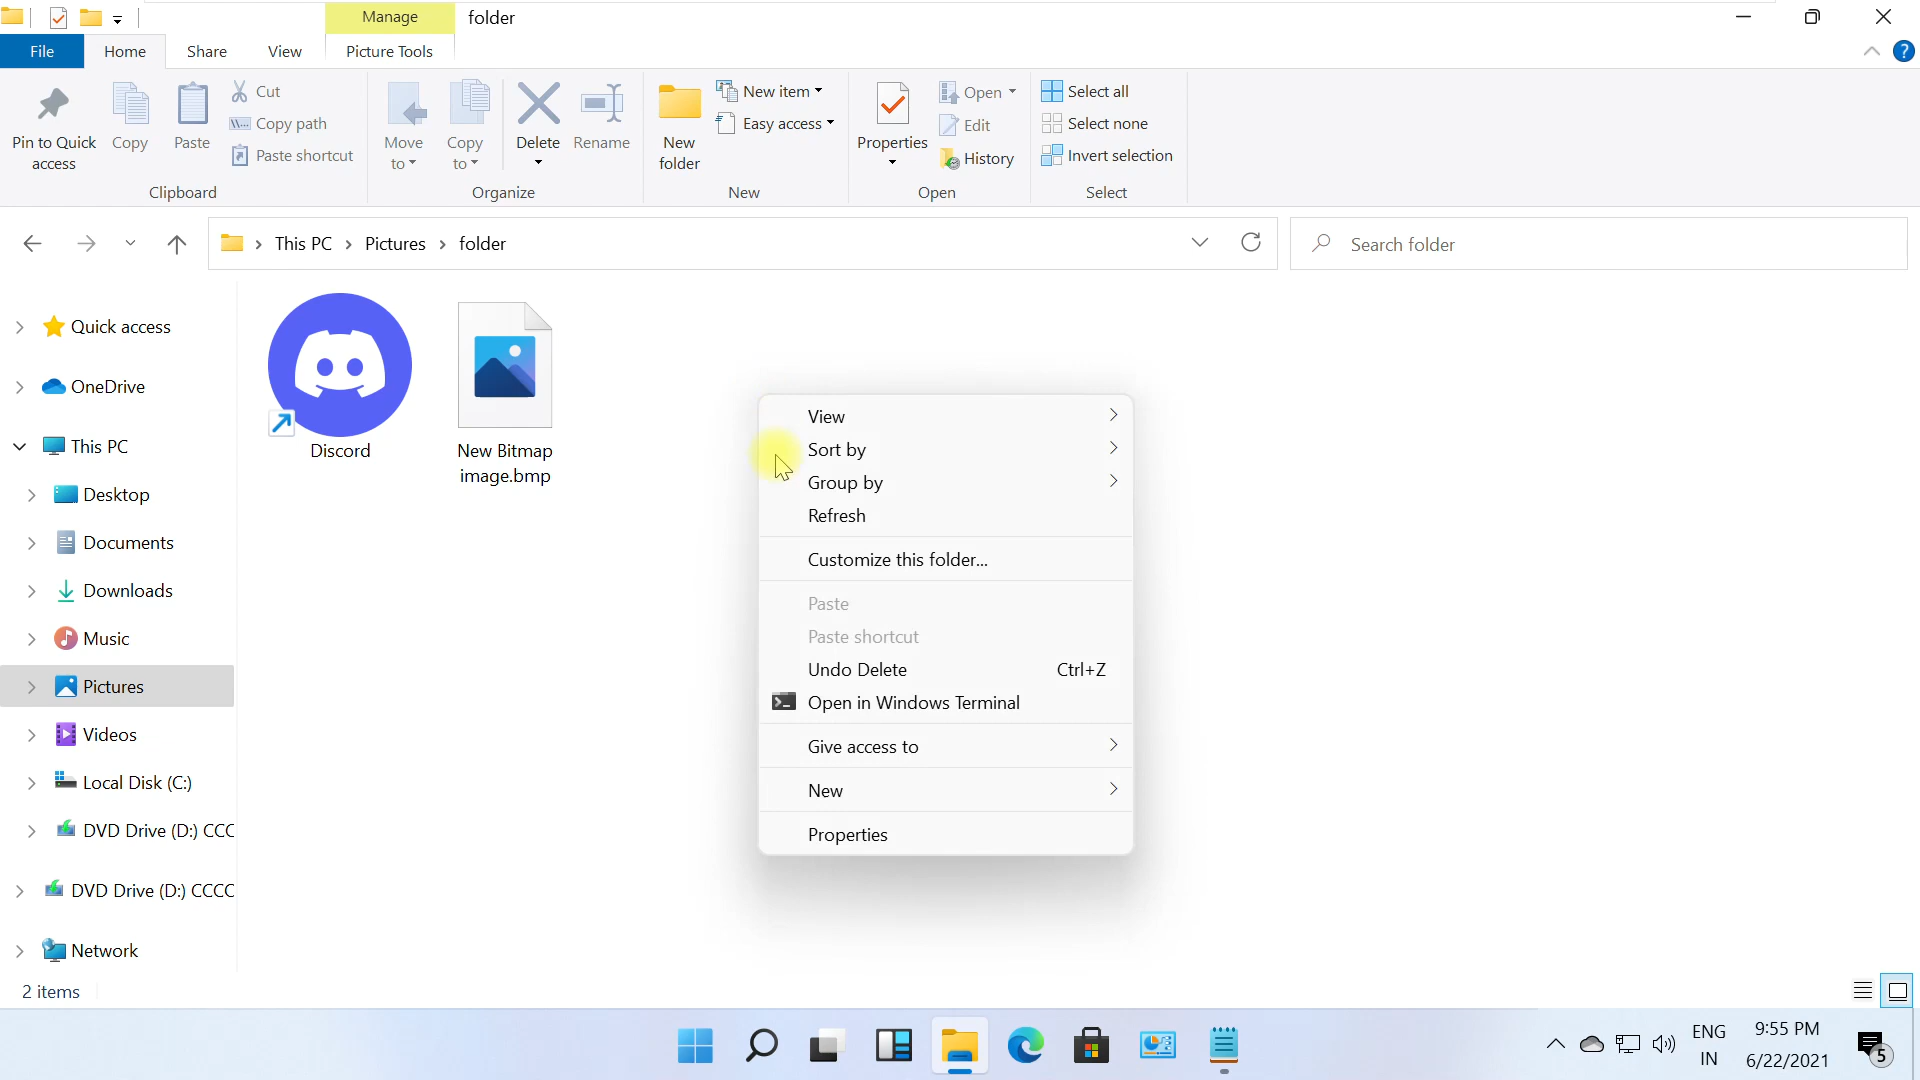 Manage
folder
File
Home
Share
View
Picture Tools
Pin to Quick
access
Copy
Paste
Cut
Copy path
Paste shortcut
Clipboard
Move
to
Copy
to
Delete
Rename
Organize
New
folder
New item
Easy access
New
Properties
Open
Edit
History
Open
Select all
Select none
Invert selection
Select
This PC
Pictures
folder
Search folder
Quick access
OneDrive
This PC
Desktop
Documents
Downloads
Music
Pictures
Videos
Local Disk (C:)
DVD Drive (D:) CCC
DVD Drive (D:) CCCC
Network
Discord
New Bitmap
image.bmp
View
Sort by
Group by
Refresh
Customize this folder...
Paste
Paste shortcut
Undo Delete Ctrl+Z
Open in Windows Terminal
Give access to
New
Properties
2 items
ENG
IN
9:55 PM
6/22/2021
5